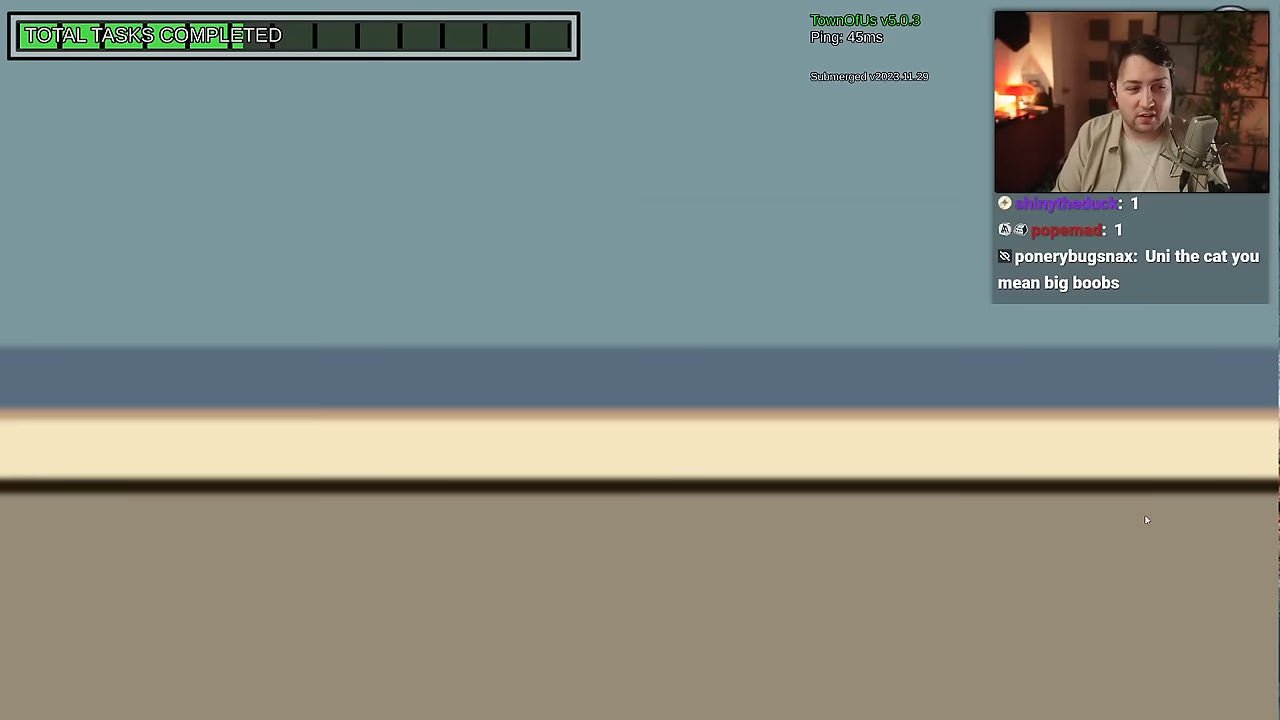 TOTAL TASKS COMPLETED
TownOfUs v5.0.3
Ping: 45ms
Submerged v2023.11.29
shinytheduck: 1
popemad: 1
ponerybugsnax: Uni the cat you
mean big boobs